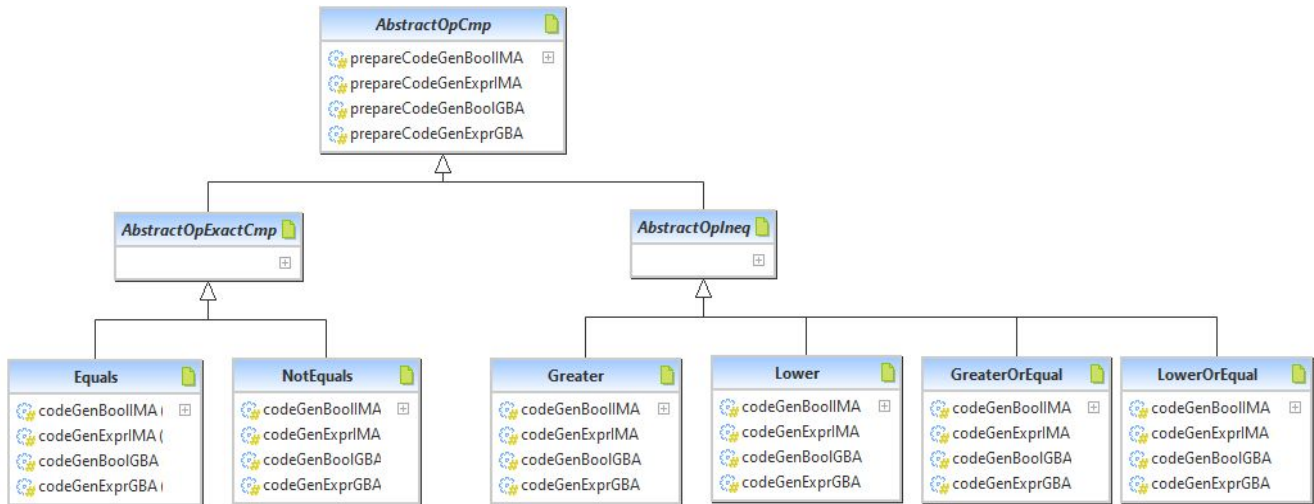 AbstractOpCmp
prepareCodeGenBoolIMA
prepareCodeGenExprIMA
prepareCodeGenBoolGBA
prepareCodeGenExprGBA
AbstractOpExactCmp
AbstractOpIneq
Equals
codeGenBoolIMA (
codeGenExprIMA (
codeGenBoolGBA
codeGenExprGBA (
NotEquals
codeGenBoolIMA
codeGenExprIMA
codeGenBoolGBA
codeGenExprGBA
Greater
codeGenBoolIMA
codeGenExprIMA
codeGenBoolGBA
codeGenExprGBA
Lower
codeGenBoolIMA
codeGenExprIMA
codeGenBoolGBA
codeGenExprGBA
GreaterOrEqual
codeGenBoolIMA
codeGenExprIMA
codeGenBoolGBA
codeGenExprGBA
LowerOrEqual
codeGenBoolIMA
codeGenExprIMA
codeGenBoolGBA
codeGenExprGBA